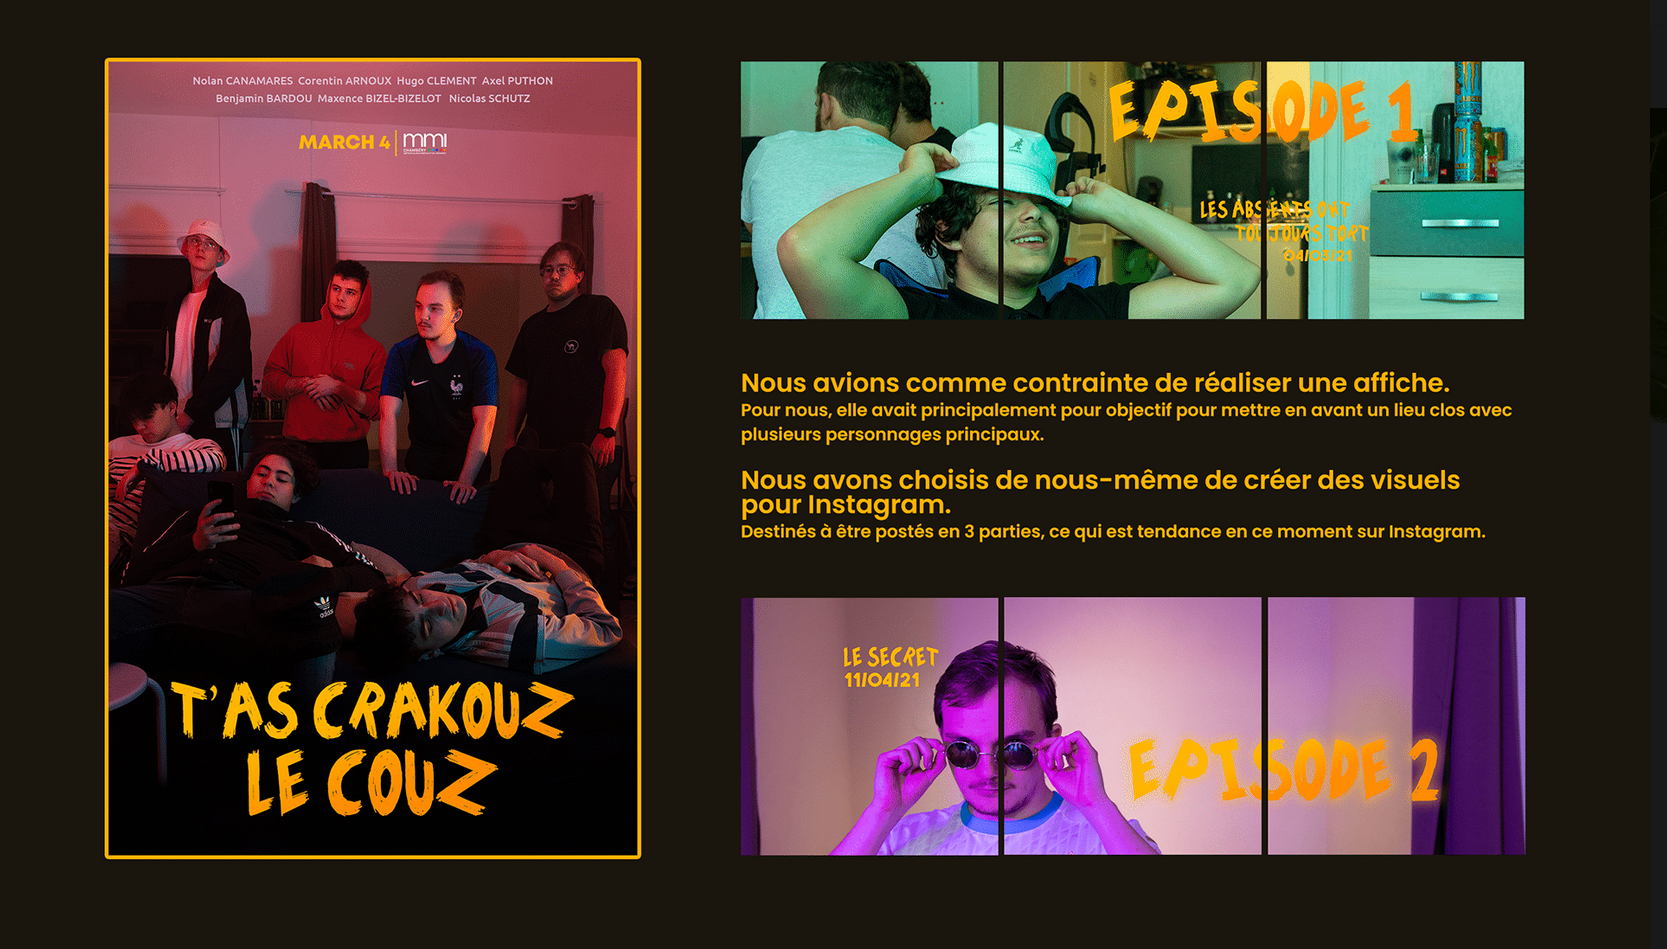 Nolan CANAMARES Corentin ARNOUX Hugo CLEMENT Axel PUTHON
Benjamin BARDOU Maxence BIZEL-BIZELOT Nicolas SCHUTZ
MARCH 4 mmi
CHAMBÉRY
T'AS CRAKOUZ
LE COUZ
adidas
EPISODE 1
LES ABSENTS ONT
TOUJOURS TORT
04/03/21
Nous avions comme contrainte de réaliser une affiche.
Pour nous, elle avait principalement pour objectif pour mettre en avant un lieu clos avec
plusieurs personnages principaux.
Nous avons choisis de nous-même de créer des visuels
pour Instagram.
Destinés à être postés en 3 parties, ce qui est tendance en ce moment sur Instagram.
LE SECRET
11/04/21
EPISODE 2